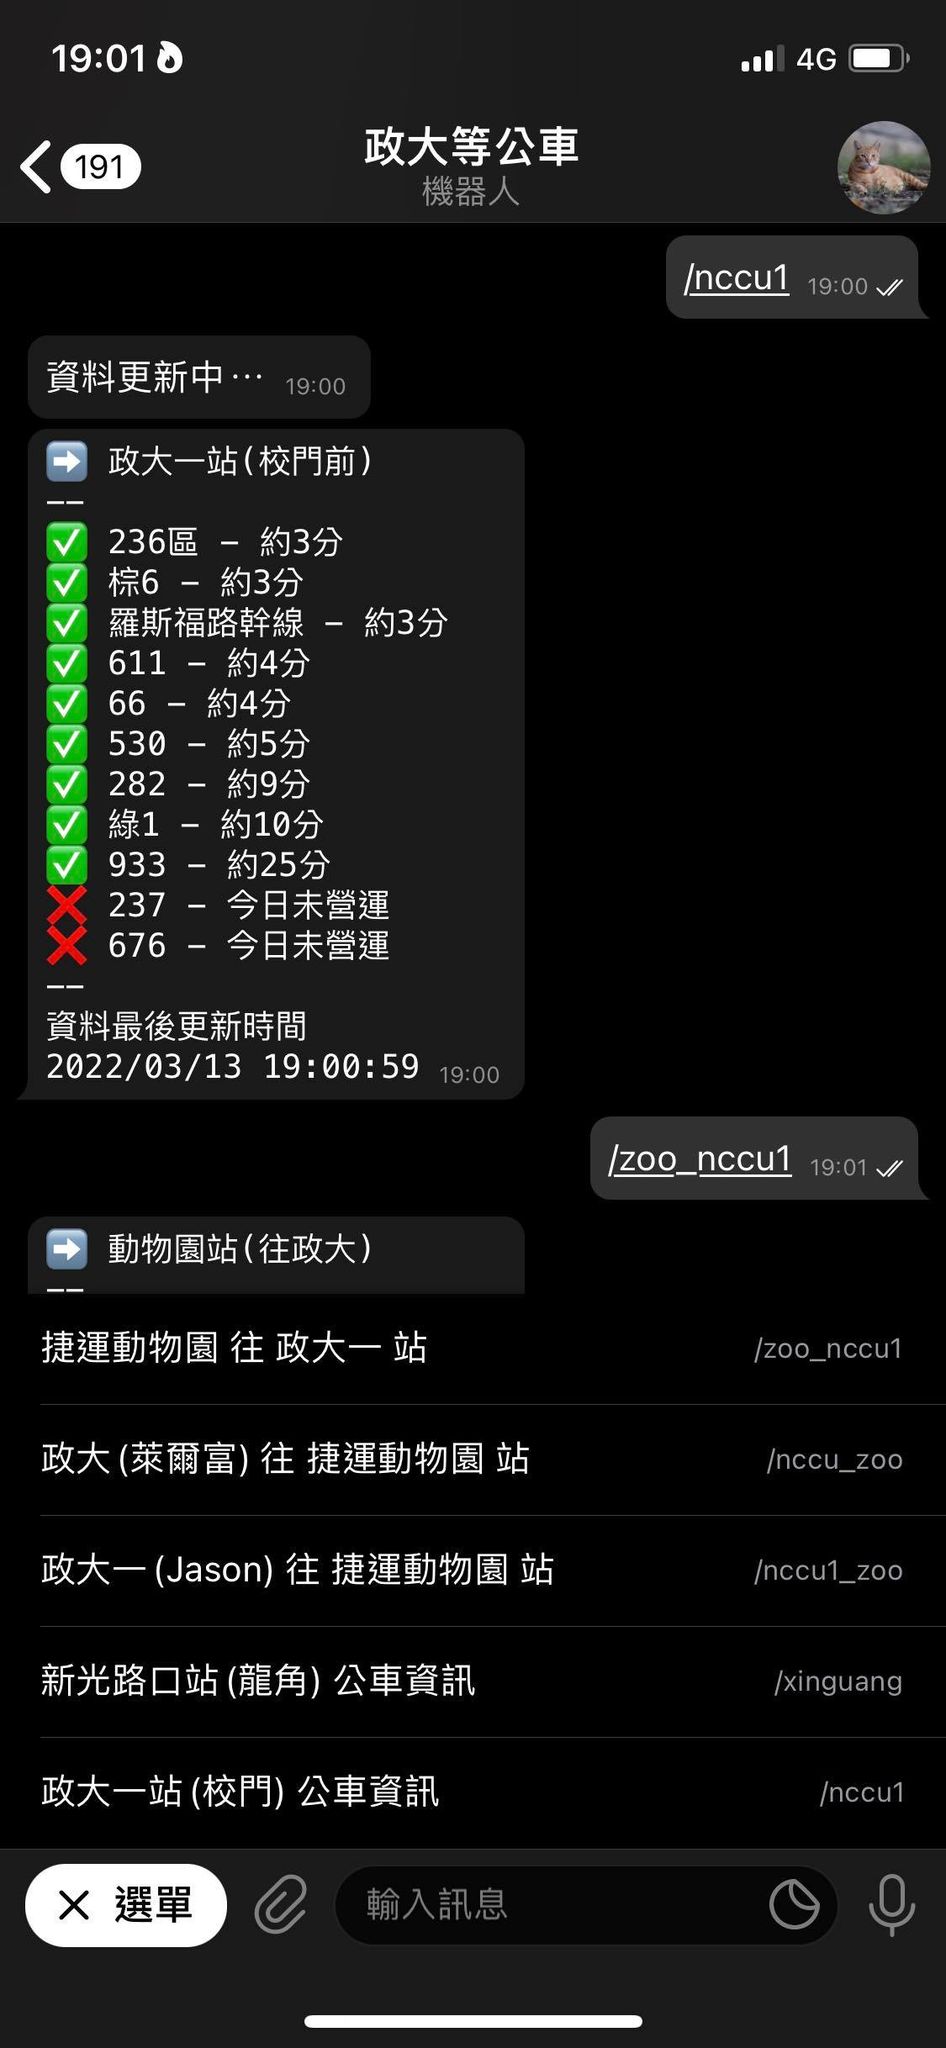 19:01
4G
191
政大等公車
機器人
/nccu1 19:00
資料更新中⋯ 19:00
➡️ 政大一站(校門前)
——
✅ 236區 – 約3分
✅ 棕6 – 約3分
✅ 羅斯福路幹線 – 約3分
✅ 611 – 約4分
✅ 66 – 約4分
✅ 530 – 約5分
✅ 282 – 約9分
✅ 綠1 – 約10分
✅ 933 – 約25分
❌ 237 – 今日未營運
❌ 676 – 今日未營運
——
資料最後更新時間
2022/03/13 19:00:59 19:00
/zoo_nccu1 19:01
➡️ 動物園站(往政大)
——
捷運動物園 往 政大一 站 /zoo_nccu1
政大(萊爾富) 往 捷運動物園 站 /nccu_zoo
政大一(Jason) 往 捷運動物園 站 /nccu1_zoo
新光路口站(龍角) 公車資訊 /xinguang
政大一站(校門) 公車資訊 /nccu1
選單
輸入訊息